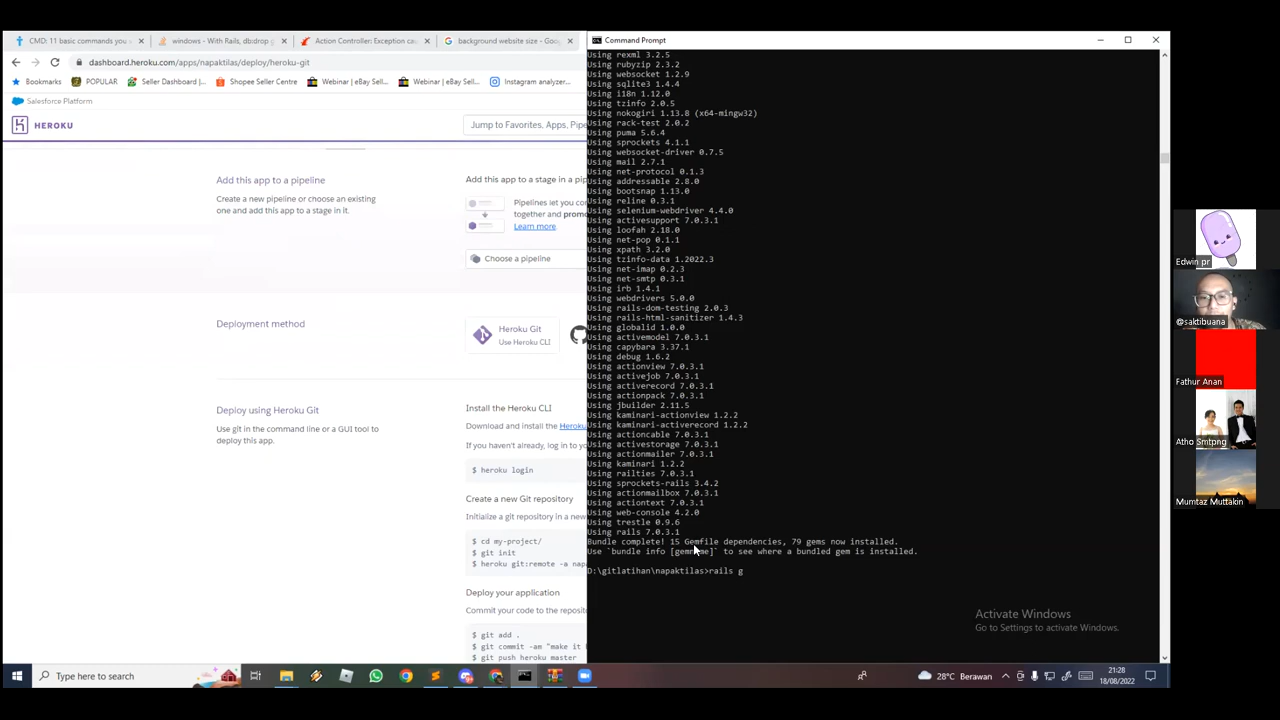 CMD: 11 basic commands you
windows - With Rails, db:drop g
Action Controller: Exception cau
background website size - Goog
dashboard.heroku.com/apps/napaktilas/deploy/heroku-git
Bookmarks
POPULAR
Seller Dashboard |...
Shopee Seller Centre
Webinar | eBay for...
Webinar | eBay for...
Instagram analyzer...
Salesforce Platform
HEROKU
Jump to Favorites, Apps, Pipe
Add this app to a pipeline
Create a new pipeline or choose an existing
one and add this app to a stage in it.
Add this app to a stage in a pip
Pipelines let you con
together and promo
Learn more.
Choose a pipeline
Deployment method
Heroku Git
Use Heroku CLI
Deploy using Heroku Git
Use git in the command line or a GUI tool to
deploy this app.
Install the Heroku CLI
Download and install the Heroku
If you haven't already, log in to y
$ heroku login
Create a new Git repository
Initialize a git repository in a new
$ cd my-project/
$ git init
$ heroku git:remote -a napa
Deploy your application
Commit your code to the reposito
$ git add .
$ git commit -am "make it b
$ git push heroku master
Command Prompt
Using rexml 3.2.5
Using rubyzip 2.3.2
Using websocket 1.2.9
Using sqlite3 1.4.4
Using i18n 1.12.0
Using tzinfo 2.0.5
Using nokogiri 1.13.8 (x64-mingw32)
Using rack-test 2.0.2
Using puma 5.6.4
Using sprockets 4.1.1
Using websocket-driver 0.7.5
Using mail 2.7.1
Using net-protocol 0.1.3
Using addressable 2.8.0
Using bootsnap 1.13.0
Using reline 0.3.1
Using selenium-webdriver 4.4.0
Using activesupport 7.0.3.1
Using loofah 2.18.0
Using net-pop 0.1.1
Using xpath 3.2.0
Using tzinfo-data 1.2022.3
Using net-imap 0.2.3
Using net-smtp 0.3.1
Using irb 1.4.1
Using webdrivers 5.0.0
Using rails-dom-testing 2.0.3
Using rails-html-sanitizer 1.4.3
Using globalid 1.0.0
Using activemodel 7.0.3.1
Using capybara 3.37.1
Using debug 1.6.2
Using actionview 7.0.3.1
Using activejob 7.0.3.1
Using activerecord 7.0.3.1
Using actionpack 7.0.3.1
Using jbuilder 2.11.5
Using kaminari-actionview 1.2.2
Using kaminari-activerecord 1.2.2
Using actioncable 7.0.3.1
Using activestorage 7.0.3.1
Using actionmailer 7.0.3.1
Using kaminari 1.2.2
Using railties 7.0.3.1
Using sprockets-rails 3.4.2
Using actionmailbox 7.0.3.1
Using actiontext 7.0.3.1
Using web-console 4.2.0
Using trestle 0.9.6
Using rails 7.0.3.1
Bundle complete! 15 Gemfile dependencies, 79 gems now installed.
Use `bundle info [gemname]` to see where a bundled gem is installed.
D:\gitlatihan\napaktilas>rails g
Activate Windows
Go to Settings to activate Windows.
Edwin pr
@saktibuana
Fathur Anan
Atho Smtpng
Mumtaz Muttakin
Type here to search
28°C Berawan
21:28
18/08/2022